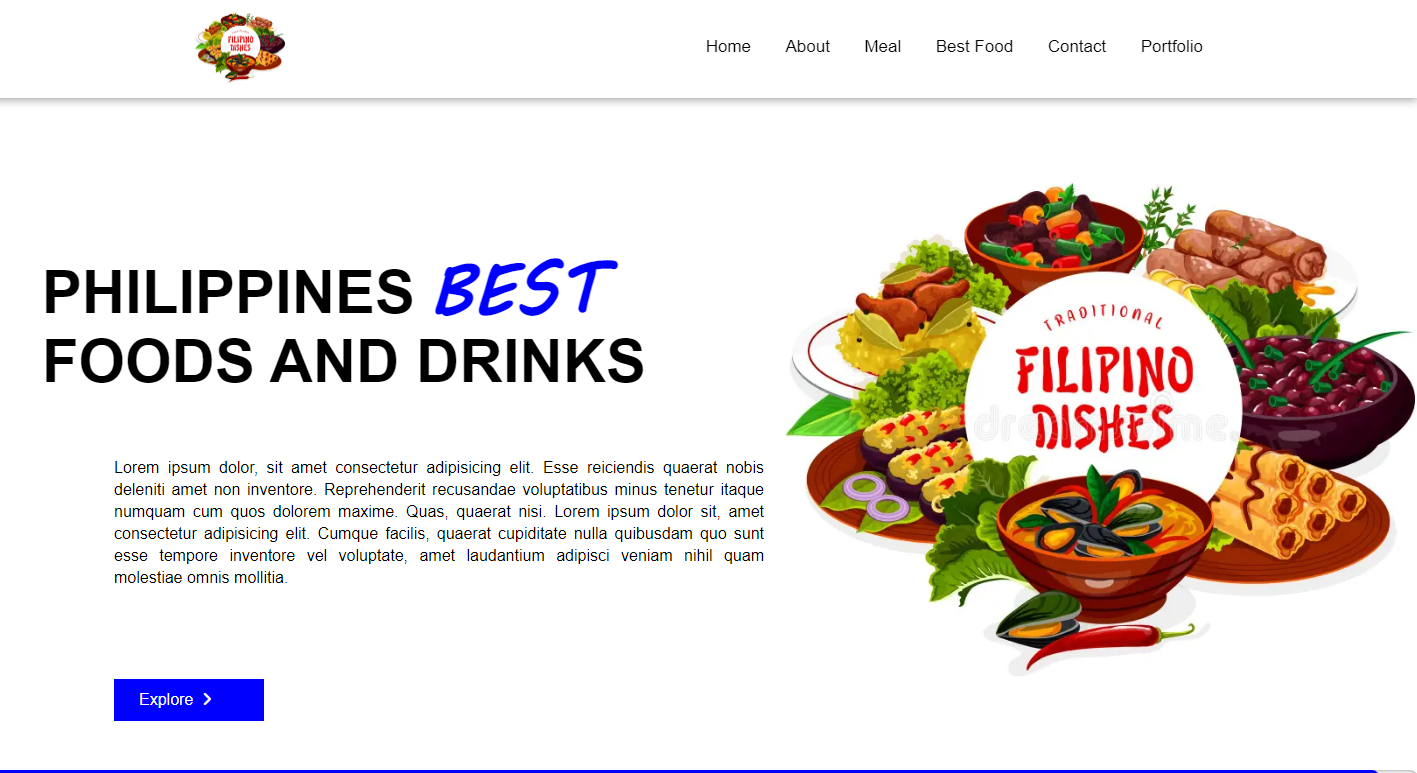 FILIPINO
DISHES
Home About Meal Best Food Contact Portfolio
PHILIPPINES BEST
FOODS AND DRINKS
Lorem ipsum dolor, sit amet consectetur adipisicing elit. Esse reiciendis quaerat nobis
deleniti amet non inventore. Reprehenderit recusandae voluptatibus minus tenetur itaque
numquam cum quos dolorem maxime. Quas, quaerat nisi. Lorem ipsum dolor sit, amet
consectetur adipisicing elit. Cumque facilis, quaerat cupiditate nulla quibusdam quo sunt
esse tempore inventore vel voluptate, amet laudantium adipisci veniam nihil quam
molestiae omnis mollitia.
Explore
TRADITIONAL
FILIPINO
DISHES